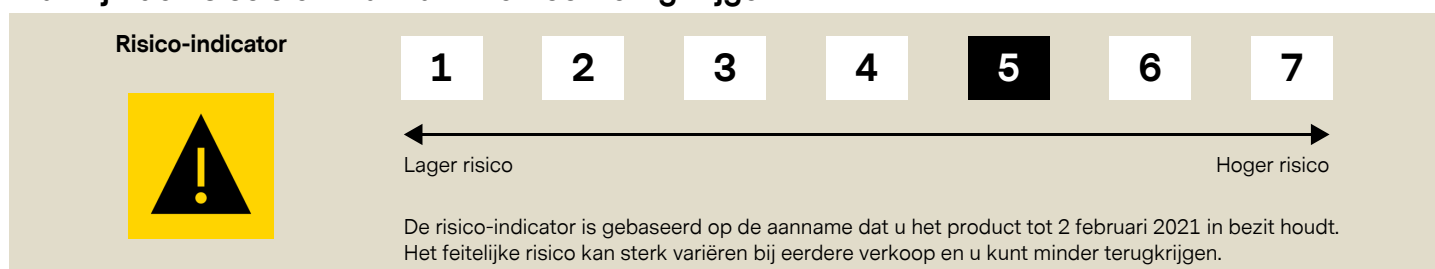 Risico-indicator
1 2 3 4 5 6 7
Lager risico Hoger risico
De risico-indicator is gebaseerd op de aanname dat u het product tot 2 februari 2021 in bezit houdt.
Het feitelijke risico kan sterk variëren bij eerdere verkoop en u kunt minder terugkrijgen.